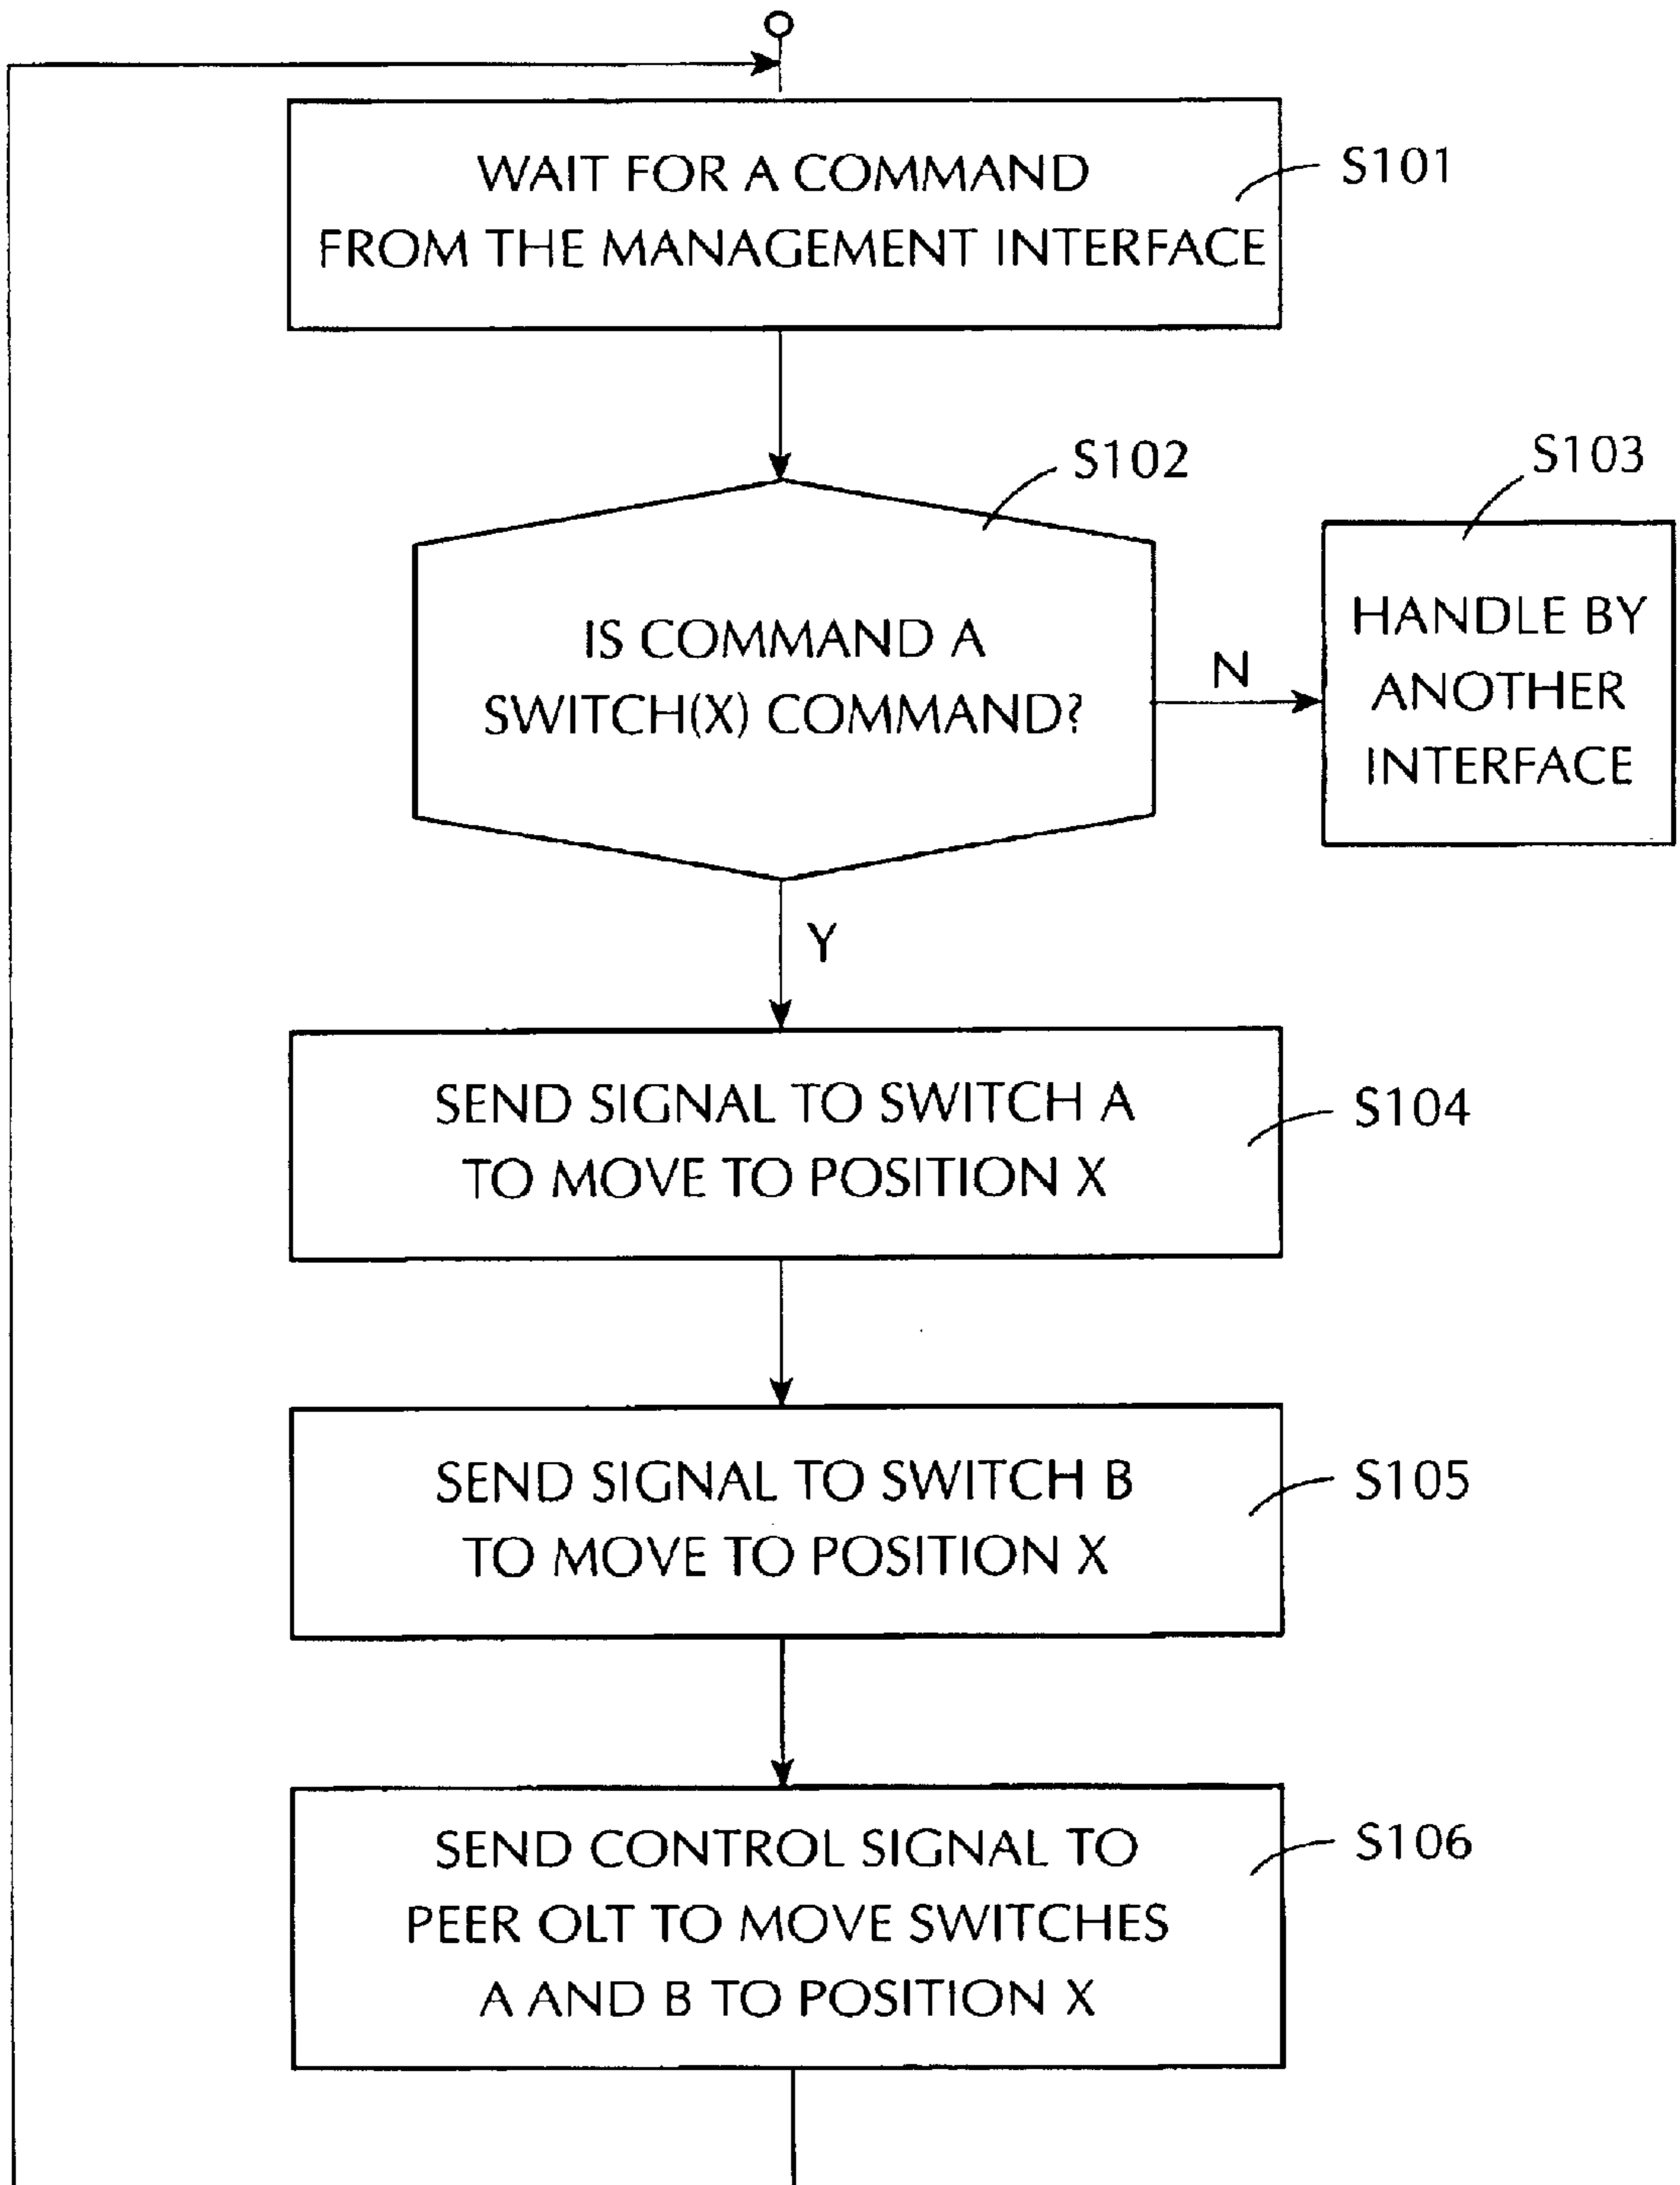 WAIT FOR A COMMAND
FROM THE MANAGEMENT INTERFACE
S101
S102
IS COMMAND A
SWITCH(X) COMMAND?
N
S103
HANDLE BY
ANOTHER
INTERFACE
Y
SEND SIGNAL TO SWITCH A
TO MOVE TO POSITION X
S104
SEND SIGNAL TO SWITCH B
TO MOVE TO POSITION X
S105
SEND CONTROL SIGNAL TO
PEER OLT TO MOVE SWITCHES
A AND B TO POSITION X
S106